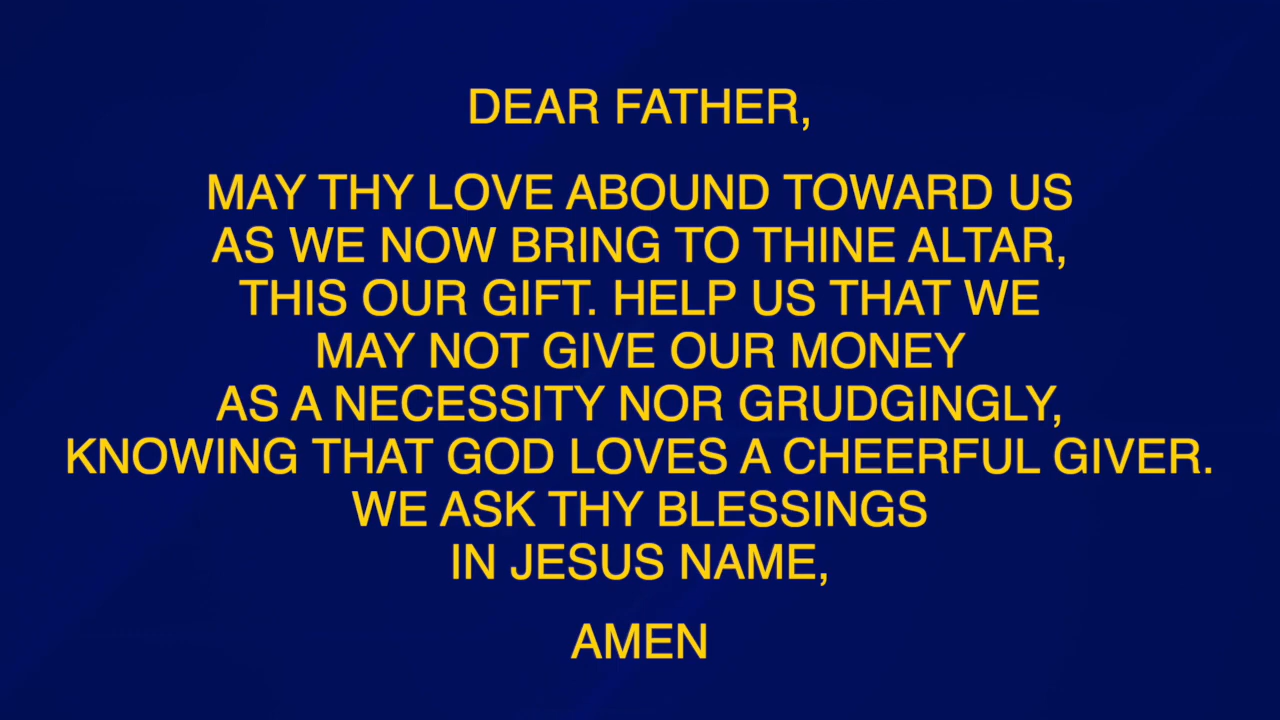 DEAR FATHER,
MAY THY LOVE ABOUND TOWARD US
AS WE NOW BRING TO THINE ALTAR,
THIS OUR GIFT. HELP US THAT WE
MAY NOT GIVE OUR MONEY
AS A NECESSITY NOR GRUDGINGLY,
KNOWING THAT GOD LOVES A CHEERFUL GIVER.
WE ASK THY BLESSINGS
IN JESUS NAME,
AMEN